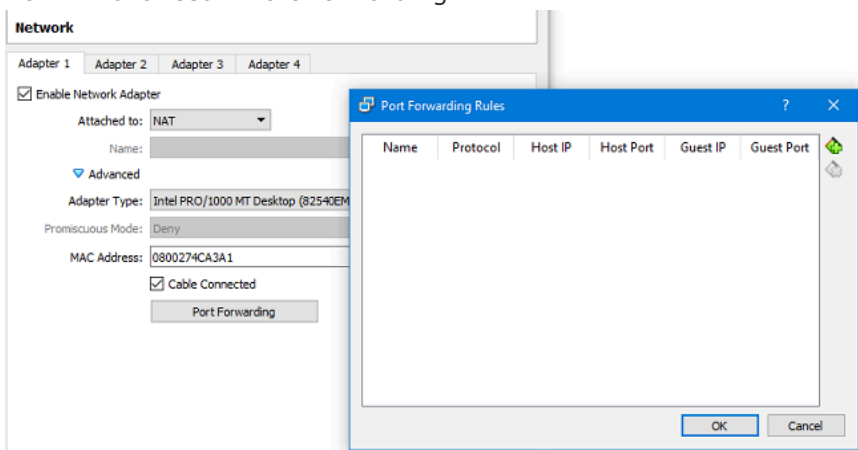 Network
Adapter 1 Adapter 2 Adapter 3 Adapter 4
Enable Network Adapter
Attached to: NAT
Name:
Advanced
Adapter Type: Intel PRO/1000 MT Desktop (82540EM
Promiscuous Mode: Deny
MAC Address: 0800274CA3A1
Cable Connected
Port Forwarding
Port Forwarding Rules ?
Name Protocol Host IP Host Port Guest IP Guest Port
OK Cancel